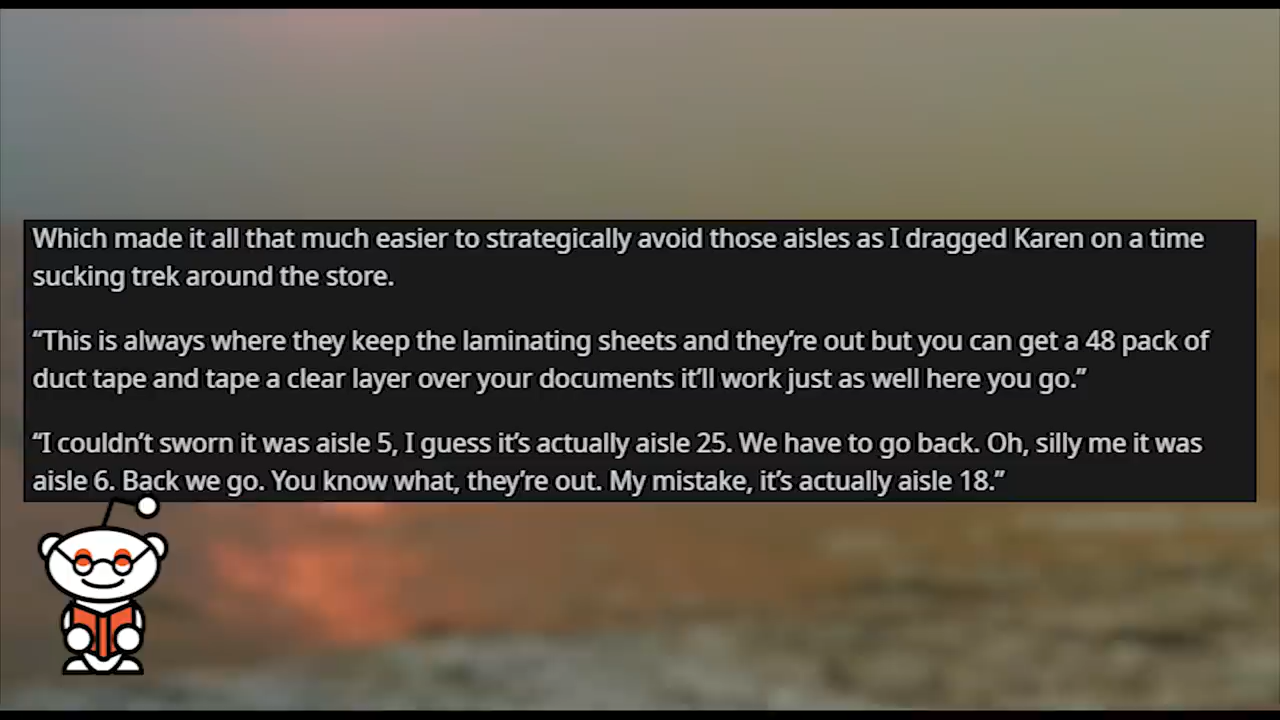 Which made it all that much easier to strategically avoid those aisles as I dragged Karen on a time
sucking trek around the store.
“This is always where they keep the laminating sheets and they’re out but you can get a 48 pack of
duct tape and tape a clear layer over your documents it’ll work just as well here you go.”
“I couldn’t sworn it was aisle 5, I guess it’s actually aisle 25. We have to go back. Oh, silly me it was
aisle 6. Back we go. You know what, they’re out. My mistake, it’s actually aisle 18.”